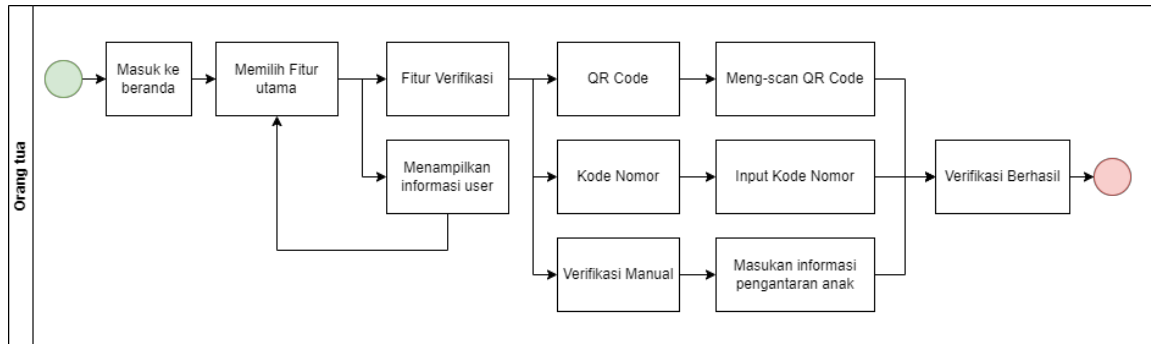 Orang tua
Masuk ke
beranda
Memilih Fitur
utama
Fitur Verifikasi
QR Code
Meng-scan QR Code
Menampilkan
informasi user
Kode Nomor
Input Kode Nomor
Verifikasi Berhasil
Verifikasi Manual
Masukan informasi
pengantaran anak